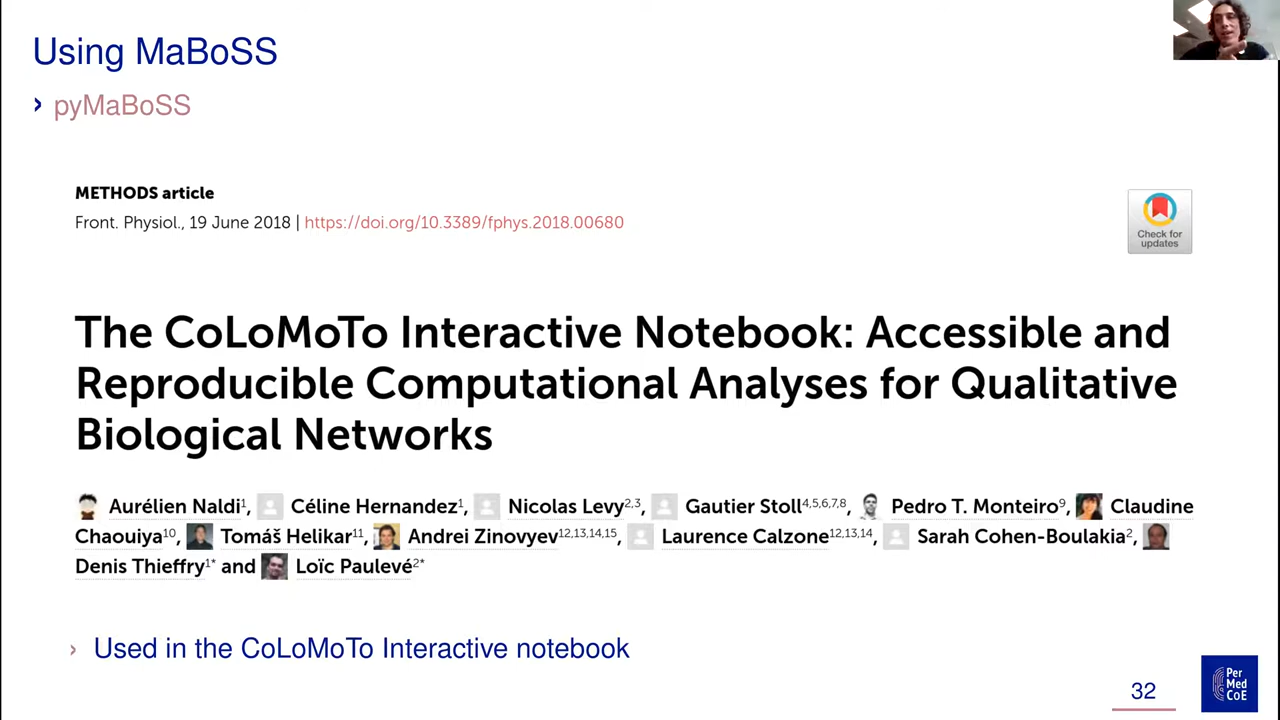 Using MaBoSS
› pyMaBoSS
METHODS article
Front. Physiol., 19 June 2018 | https://doi.org/10.3389/fphys.2018.00680
Check for
updates
The CoLoMoTo Interactive Notebook: Accessible and
Reproducible Computational Analyses for Qualitative
Biological Networks
Aurélien Naldi1, Céline Hernandez1, Nicolas Levy2,3, Gautier Stoll4,5,6,7,8, Pedro T. Monteiro9, Claudine
Chaouiya10, Tomáš Helikar11, Andrei Zinovyev12,13,14,15, Laurence Calzone12,13,14, Sarah Cohen-Boulakia2,
Denis Thieffry1* and Loïc Paulevé2*
› Used in the CoLoMoTo Interactive notebook
32
Per
Med
CoE